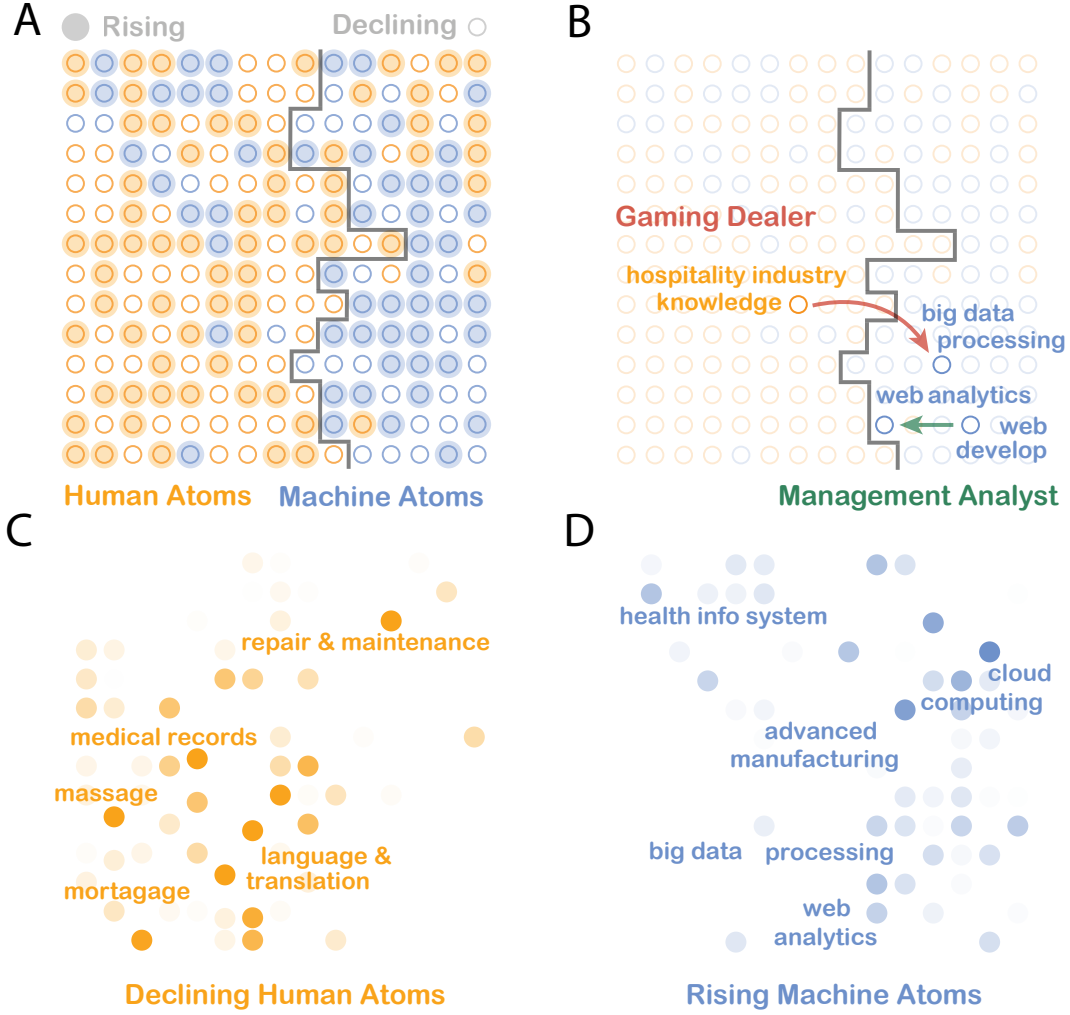 A
Rising
Declining
B
Gaming Dealer
hospitality industry
knowledge
big data
processing
web analytics
web
develop
Human Atoms
Machine Atoms
Management Analyst
C
D
repair & maintenance
medical records
massage
language &
translation
mortagage
Declining Human Atoms
health info system
cloud
computing
advanced
manufacturing
big data processing
web
analytics
Rising Machine Atoms